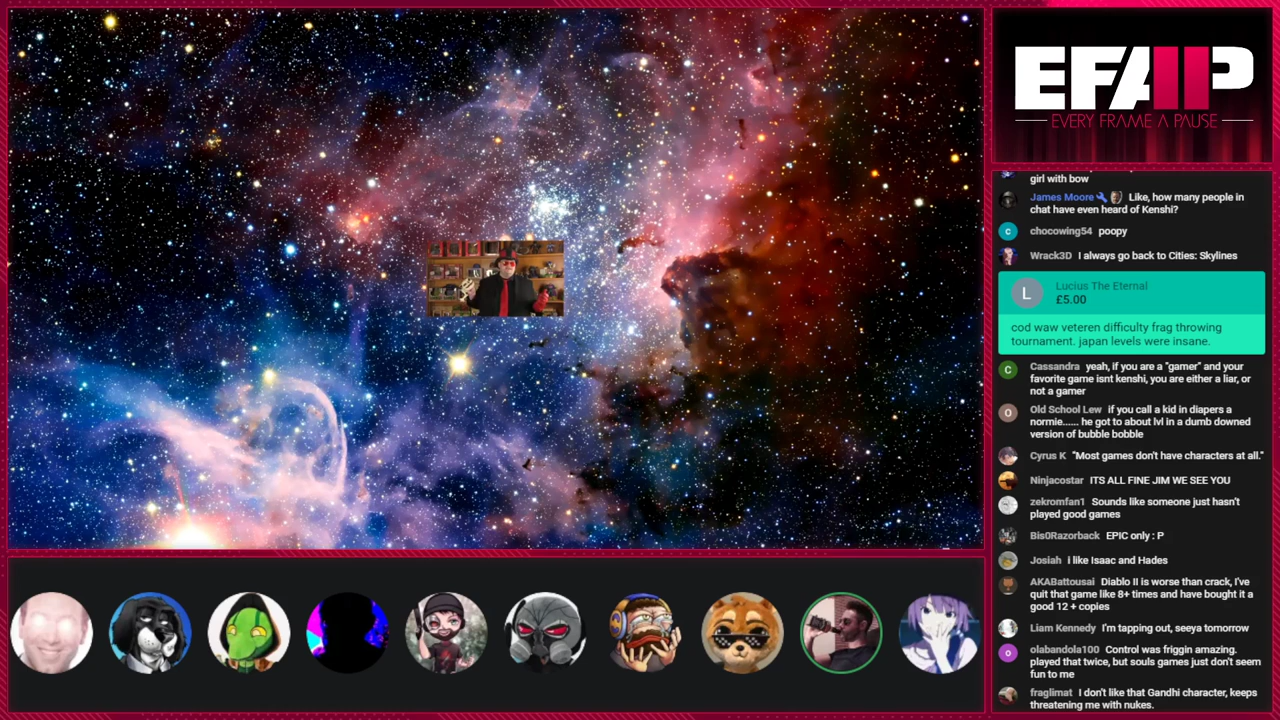 EFAP
EVERY FRAME A PAUSE
girl with bow
James Moore Like, how many people in
chat have even heard of Kenshi?
c chocowing54 poopy
Wrack3D I always go back to Cities: Skylines
L Lucius The Eternal
£5.00
cod waw veteren difficulty frag throwing
tournament. japan levels were insane.
C Cassandra yeah, if you are a "gamer" and your
favorite game isnt kenshi, you are either a liar, or
not a gamer
O Old School Lew if you call a kid in diapers a
normie...... he got to about lvl in a dumb downed
version of bubble bobble
Cyrus K "Most games don't have characters at all."
Ninjacostar ITS ALL FINE JIM WE SEE YOU
zekromfan1 Sounds like someone just hasn't
played good games
Bis0Razorback EPIC only : P
Josiah i like Isaac and Hades
AKABattousai Diablo II is worse than crack, I've
quit that game like 8+ times and have bought it a
good 12 + copies
Liam Kennedy I'm tapping out, seeya tomorrow
o olabandola100 Control was friggin amazing.
played that twice, but souls games just don't seem
fun to me
fraglimat I don't like that Gandhi character, keeps
threatening me with nukes.